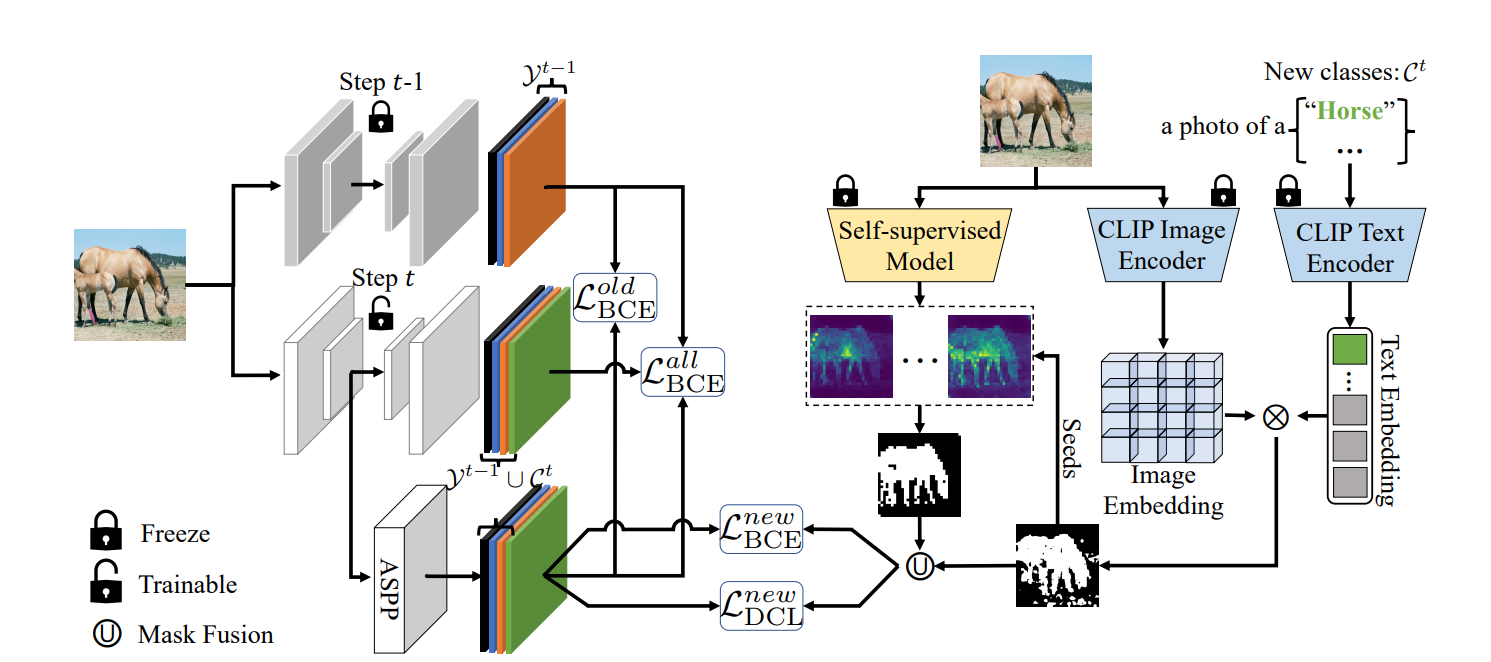 Step t-1
𝒴^{t−1}
New classes: 𝒞^t
a photo of a
“Horse”
...
Self-supervised
Model
CLIP Image
Encoder
CLIP Text
Encoder
Step t
ℒ^{old}_{BCE}
ℒ^{all}_{BCE}
...
Seeds
Image
Embedding
...
Text Embedding
𝒴^{t−1} ∪ 𝒞^t
ASPP
ℒ^{new}_{BCE}
ℒ^{new}_{DCL}
U
Freeze
Trainable
U Mask Fusion